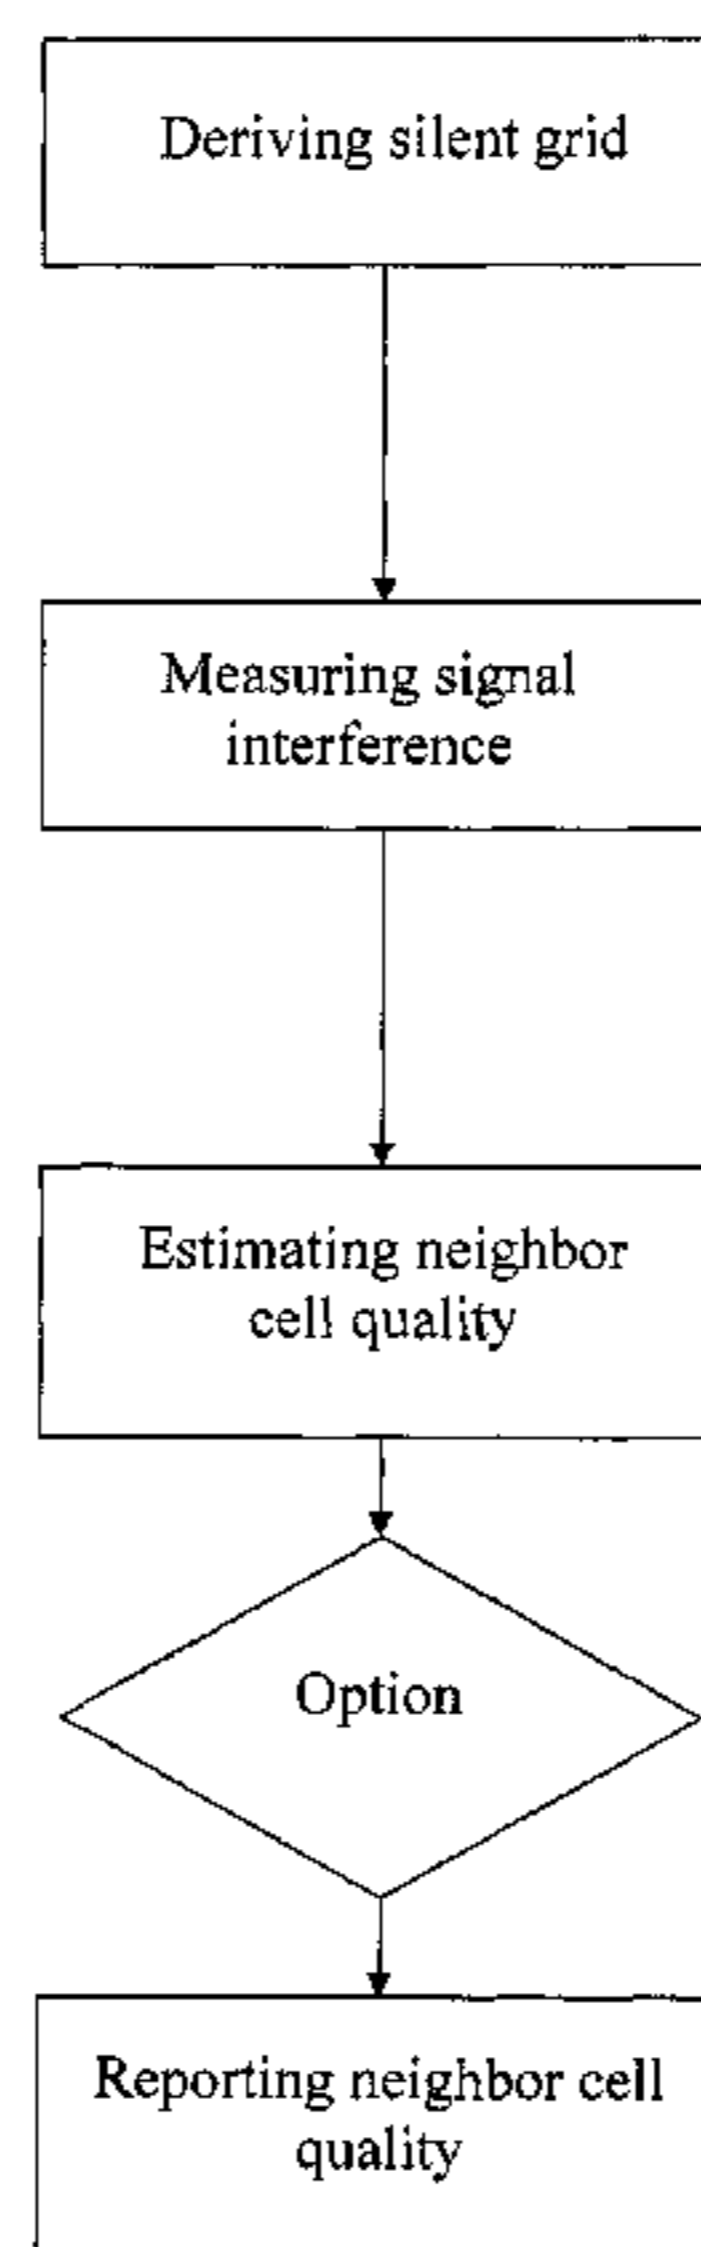 Deriving silent grid
Measuring signal
interference
Estimating neighbor
cell quality
Option
Reporting neighbor cell
quality